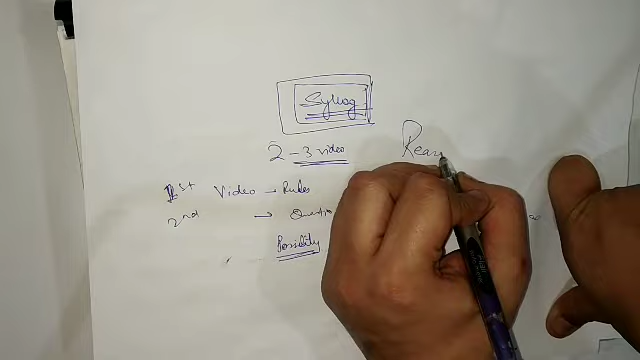 Syllog
2 - 3 video
Rea
1st Video → Rules
2nd →
Possibility